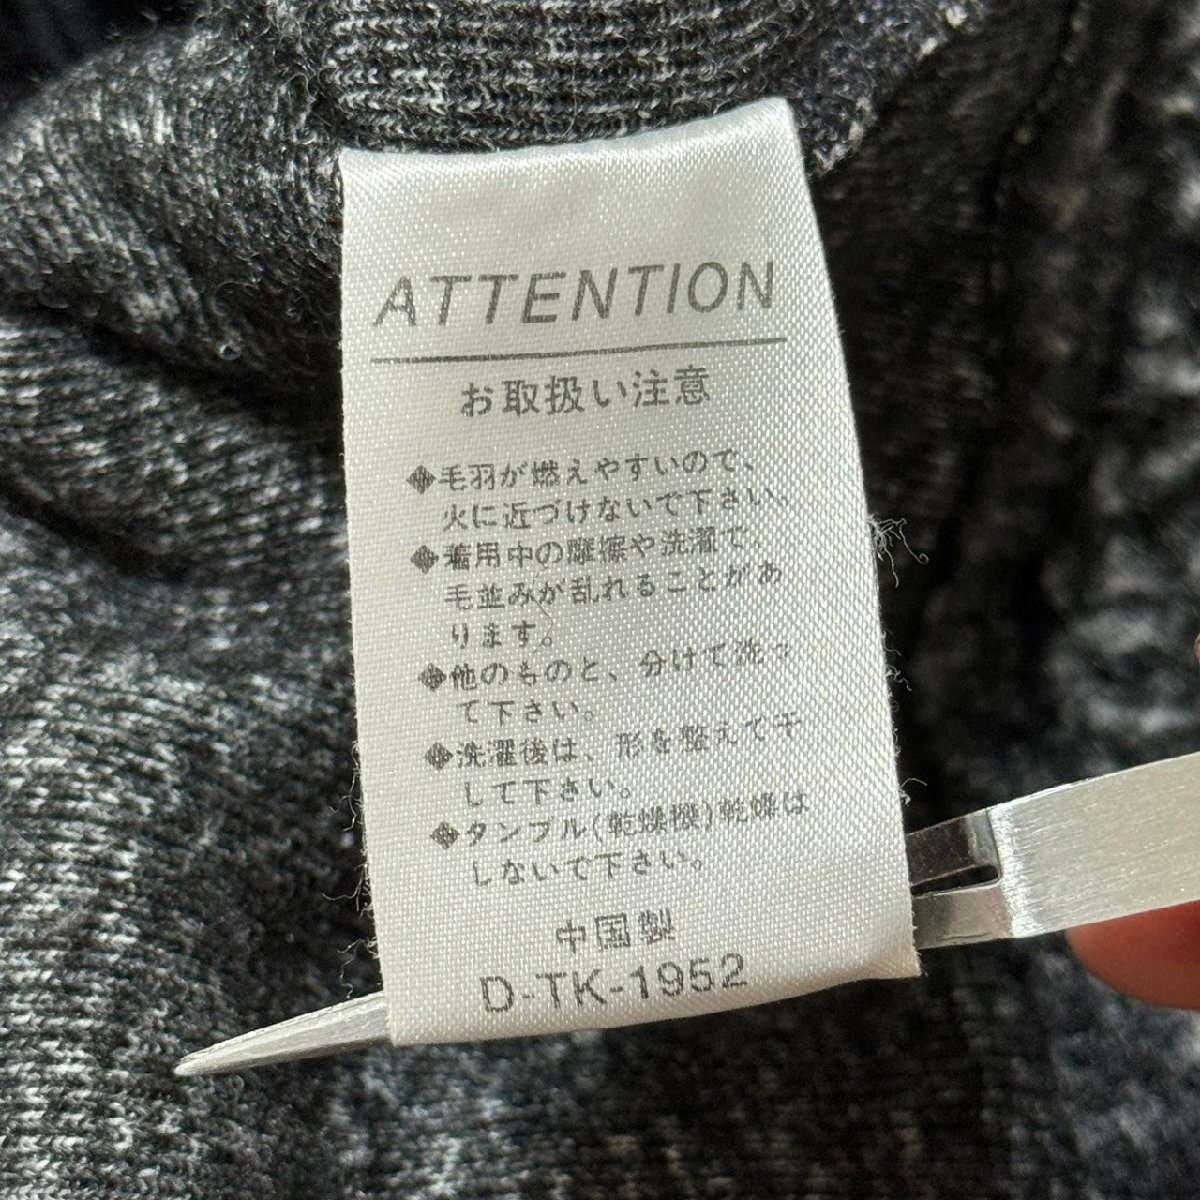 ATTENTION
お取扱い注意
❖毛羽が燃えやすいので、
火に近づけないで下さい。
❖着用中の摩擦や洗濯で、
毛並みが乱れることがあ
ります。
❖他のものと、分けて洗っ
て下さい。
❖洗濯後は、形を整えて干
して下さい。
❖タンブル(乾燥機)乾燥は
しないで下さい。
中国製
D-TK-1952